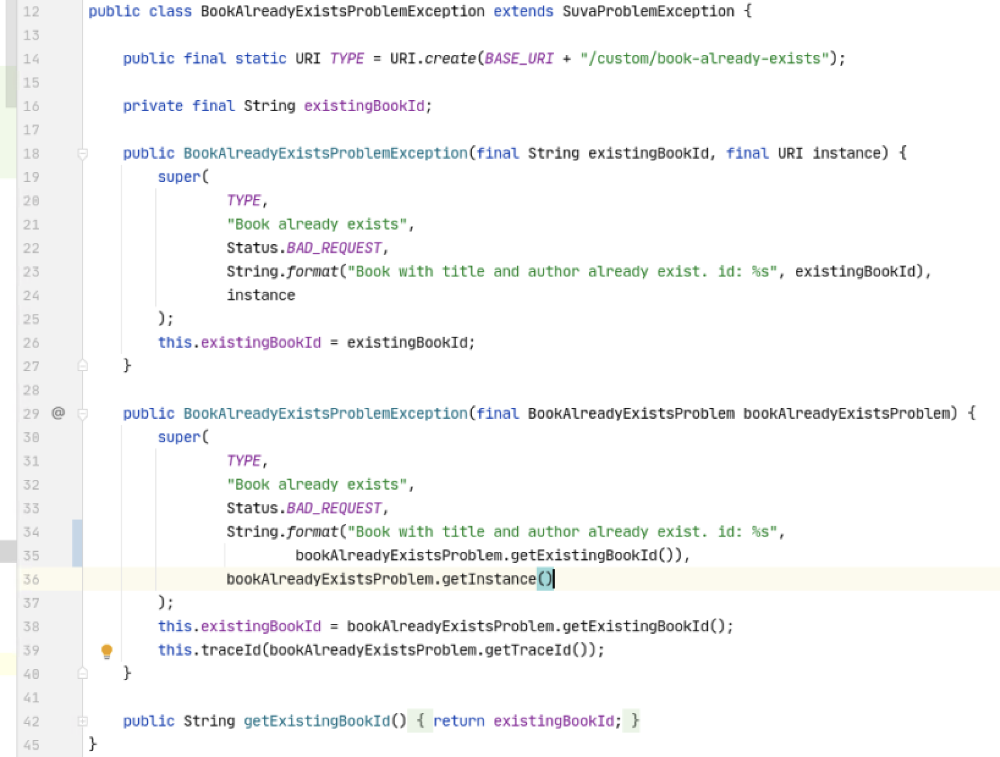 12 public class BookAlreadyExistsProblemException extends SuvaProblemException {
13
14     public final static URI TYPE = URI.create(BASE_URI + "/custom/book-already-exists");
15
16     private final String existingBookId;
17
18     public BookAlreadyExistsProblemException(final String existingBookId, final URI instance) {
19         super(
20                 TYPE,
21                 "Book already exists",
22                 Status.BAD_REQUEST,
23                 String.format("Book with title and author already exist. id: %s", existingBookId),
24                 instance
25         );
26         this.existingBookId = existingBookId;
27     }
28
29 @   public BookAlreadyExistsProblemException(final BookAlreadyExistsProblem bookAlreadyExistsProblem) {
30         super(
31                 TYPE,
32                 "Book already exists",
33                 Status.BAD_REQUEST,
34                 String.format("Book with title and author already exist. id: %s",
35                         bookAlreadyExistsProblem.getExistingBookId()),
36                 bookAlreadyExistsProblem.getInstance()
37         );
38         this.existingBookId = bookAlreadyExistsProblem.getExistingBookId();
39         this.traceId(bookAlreadyExistsProblem.getTraceId());
40     }
41
42     public String getExistingBookId() { return existingBookId; }
45 }